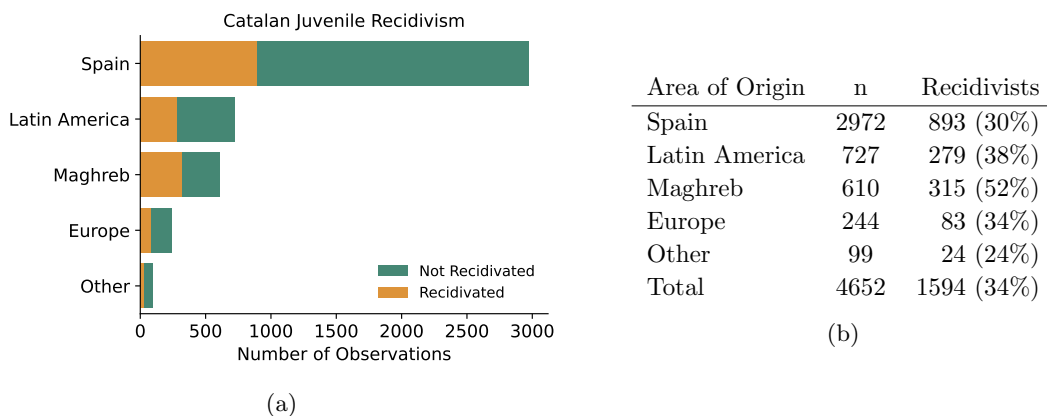 Catalan Juvenile Recidivism
Spain
Latin America
Maghreb
Europe
Other
Not Recidivated
Recidivated
0 500 1000 1500 2000 2500 3000
Number of Observations
(a)
Area of Origin n Recidivists
Spain 2972 893 (30%)
Latin America 727 279 (38%)
Maghreb 610 315 (52%)
Europe 244 83 (34%)
Other 99 24 (24%)
Total 4652 1594 (34%)
(b)